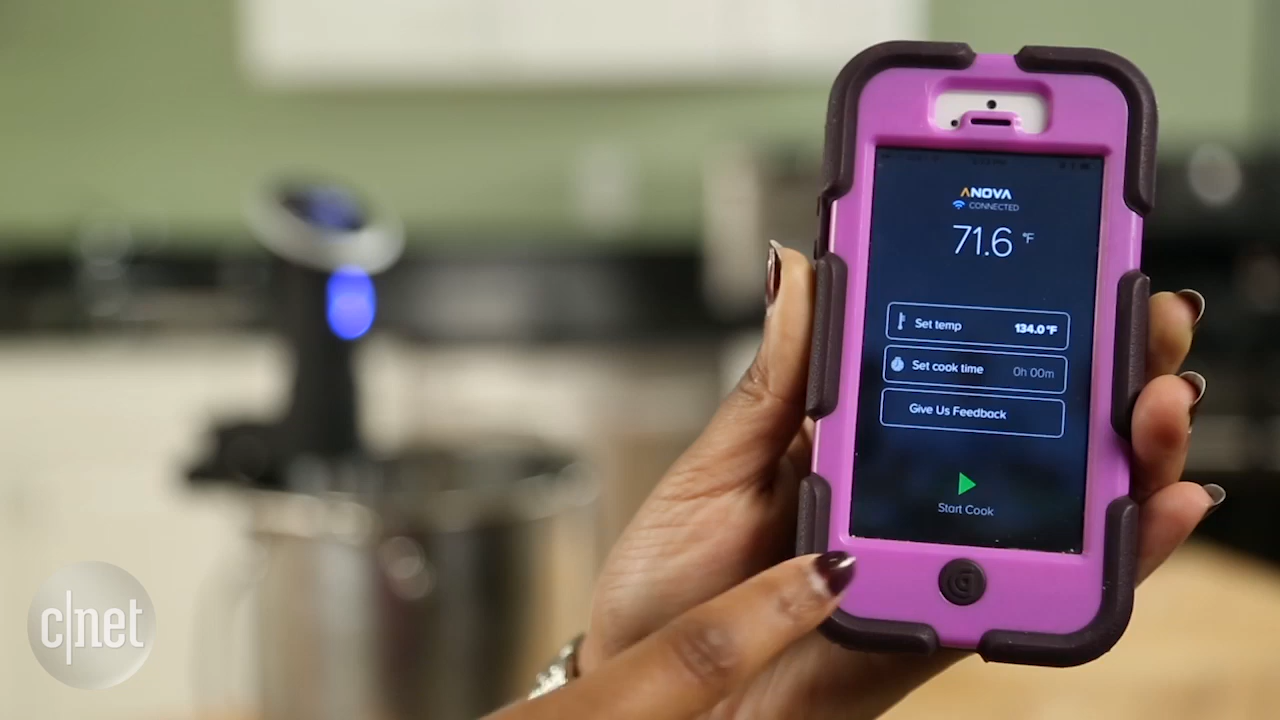 ANOVA
CONNECTED
71.6 °F
Set temp 134.0 °F
Set cook time 0h 00m
Give Us Feedback
Start Cook
c|net